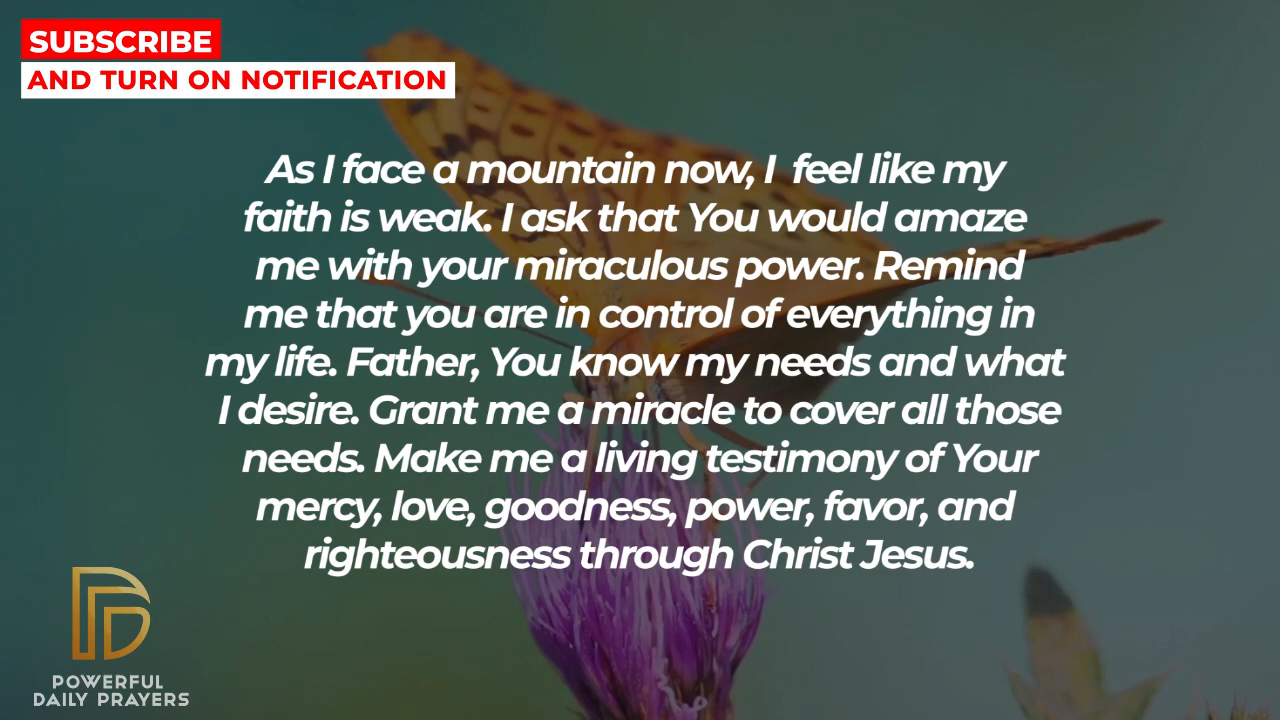 SUBSCRIBE
AND TURN ON NOTIFICATION
As I face a mountain now, I  feel like my
faith is weak. I ask that You would amaze
me with your miraculous power. Remind
me that you are in control of everything in
my life. Father, You know my needs and what
I desire. Grant me a miracle to cover all those
needs. Make me a living testimony of Your
mercy, love, goodness, power, favor, and
righteousness through Christ Jesus.
POWERFUL
DAILY PRAYERS